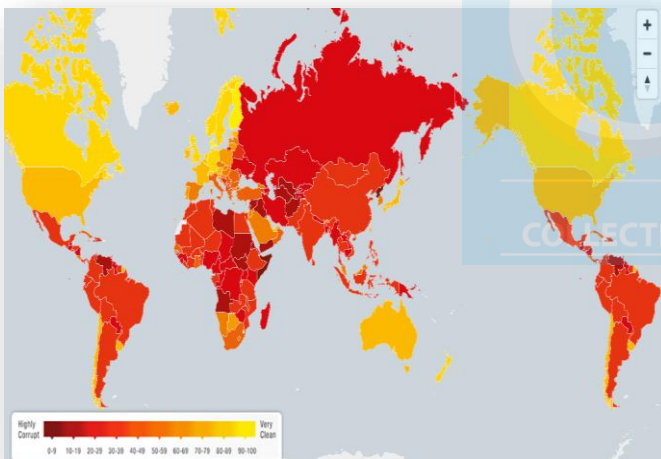 +
−
COLLECT
Highly Corrupt
Very Clean
0-9 10-19 20-29 30-39 40-49 50-59 60-69 70-79 80-89 90-100